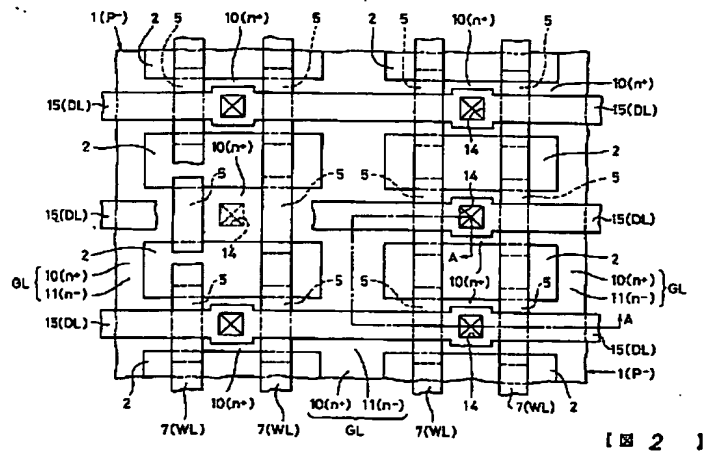 1(P-) 2 5 10(n+) 5 2 10(n+) 5
5 10(n+)
15(DL) 15(DL)
14
2 10(n+) 2
5 5 5 14 5
15(DL) 15(DL)
2 14 A 2
GL { 10(n+) 10(n+) 10(n+) } GL
11(n-) 11(n-)
5 5 5 5 A
15(DL) 15(DL)
1(P-)
2 10(n+) 10(n+) 11(n-) 14 2
7(WL) 7(WL) GL 7(WL) 7(WL)
[図 2 ]